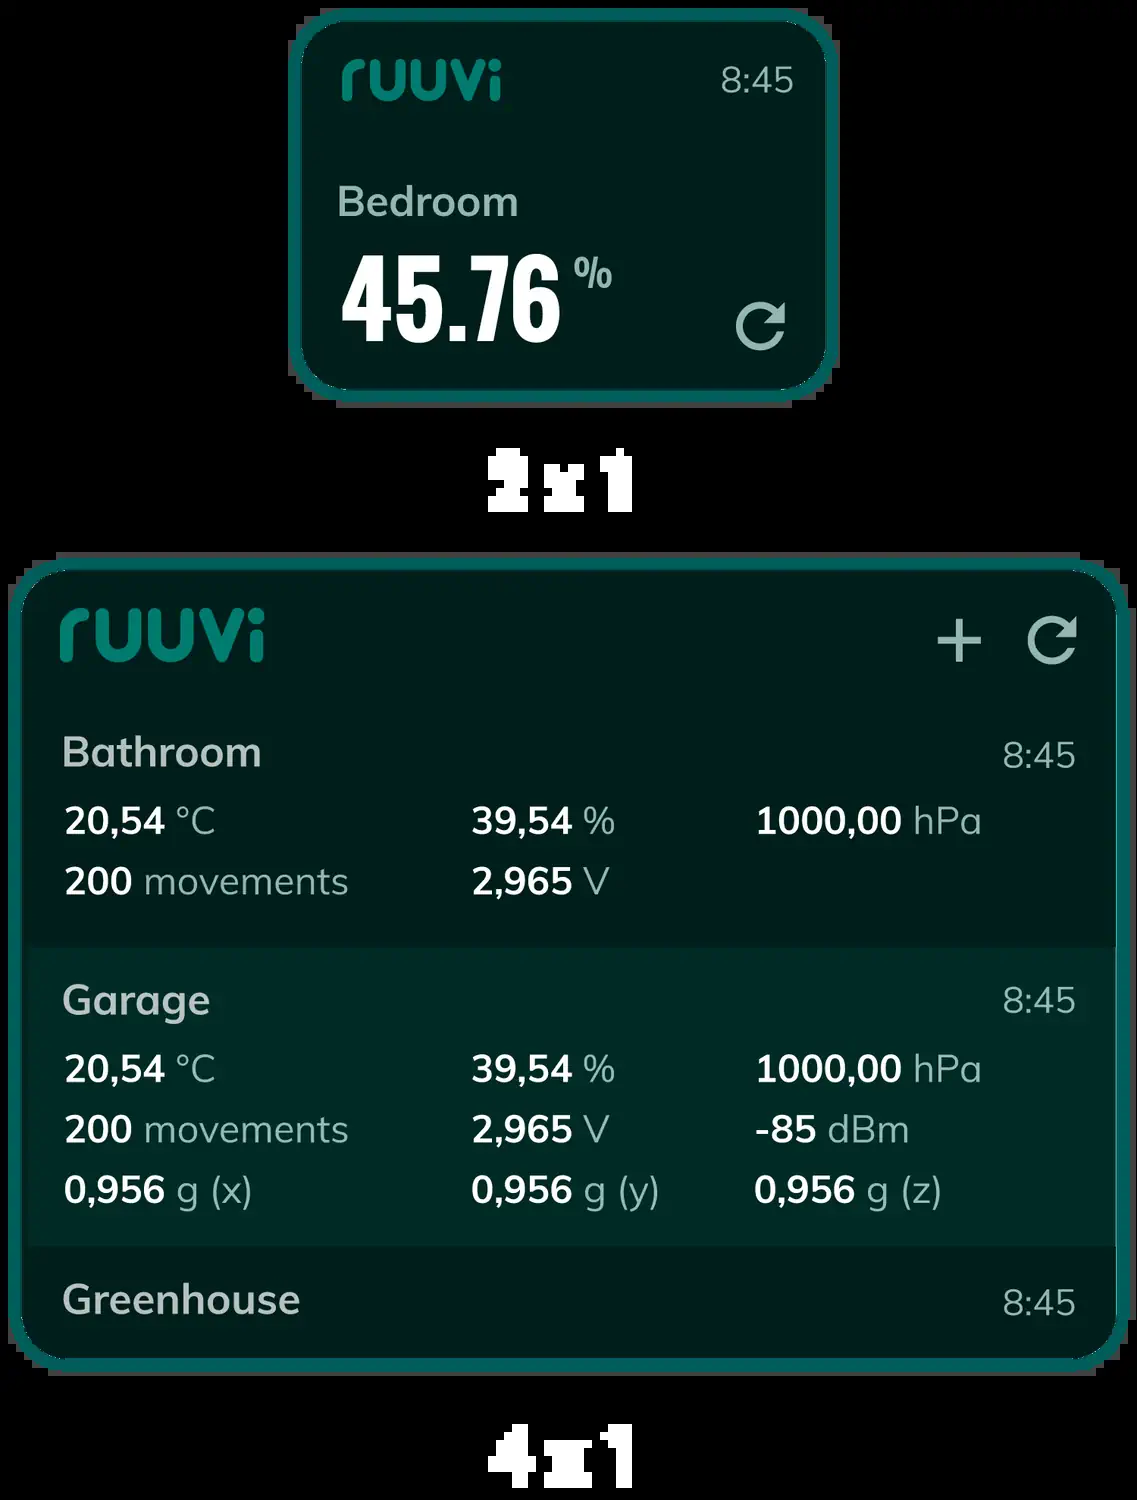 ruuvi 8:45
Bedroom
45.76 %
2x1
ruuvi +
Bathroom 8:45
20,54 °C 39,54 % 1000,00 hPa
200 movements 2,965 V
Garage 8:45
20,54 °C 39,54 % 1000,00 hPa
200 movements 2,965 V -85 dBm
0,956 g (x) 0,956 g (y) 0,956 g (z)
Greenhouse 8:45
4x1